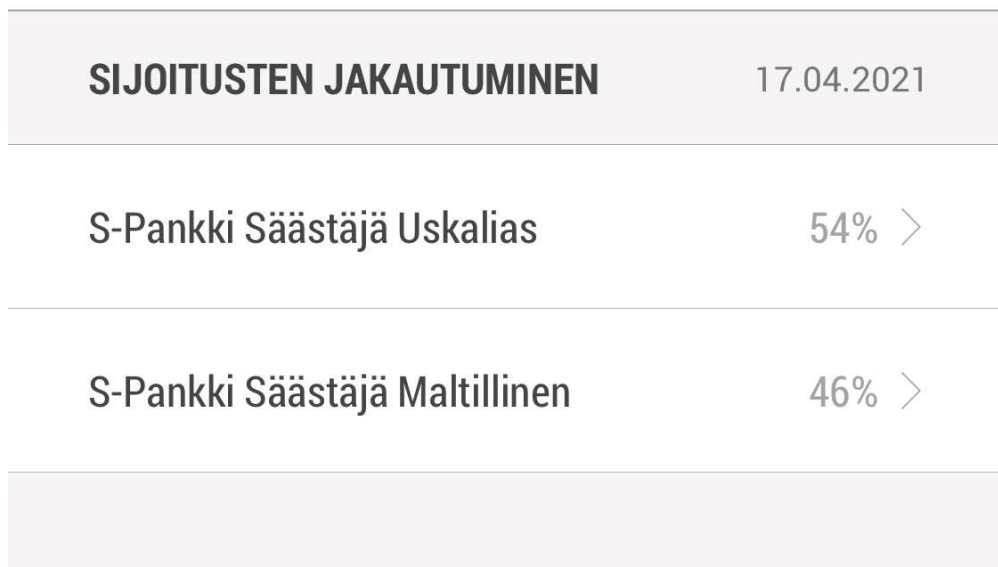 SIJOITUSTEN JAKAUTUMINEN 17.04.2021
S-Pankki Säästäjä Uskalias 54%
S-Pankki Säästäjä Maltillinen 46%